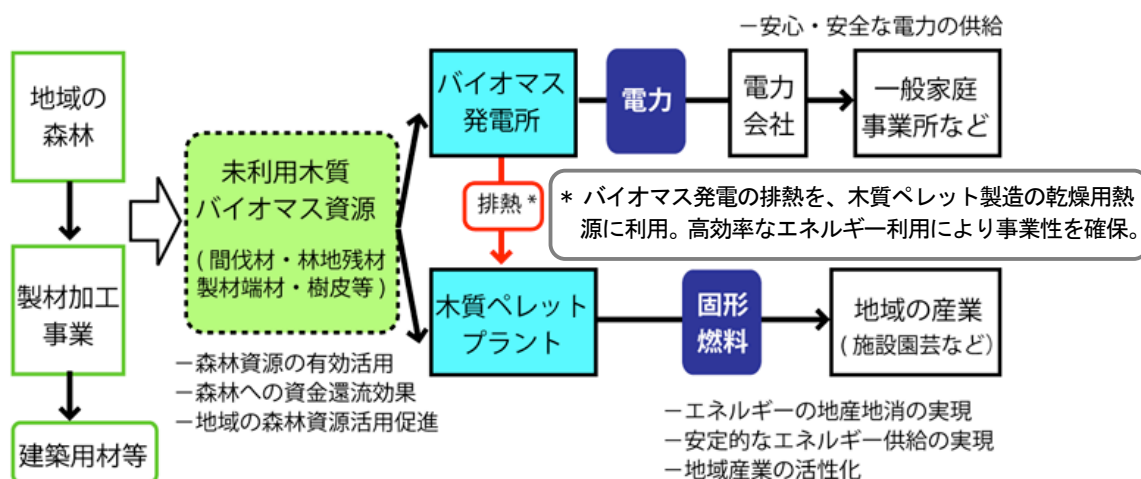 －安心・安全な電力の供給
地域の
森林
バイオマス
発電所
電力
電力
会社
一般家庭
事業所など
未利用木質
バイオマス資源
(間伐材・林地残材
製材端材・樹皮等)
排熱*
* バイオマス発電の排熱を、木質ペレット製造の乾燥用熱
源に利用。高効率なエネルギー利用により事業性を確保。
製材加工
事業
木質ペレット
プラント
固形
燃料
地域の産業
(施設園芸など)
－森林資源の有効活用
－森林への資金還流効果
－地域の森林資源活用促進
建築用材等
－エネルギーの地産地消の実現
－安定的なエネルギー供給の実現
－地域産業の活性化